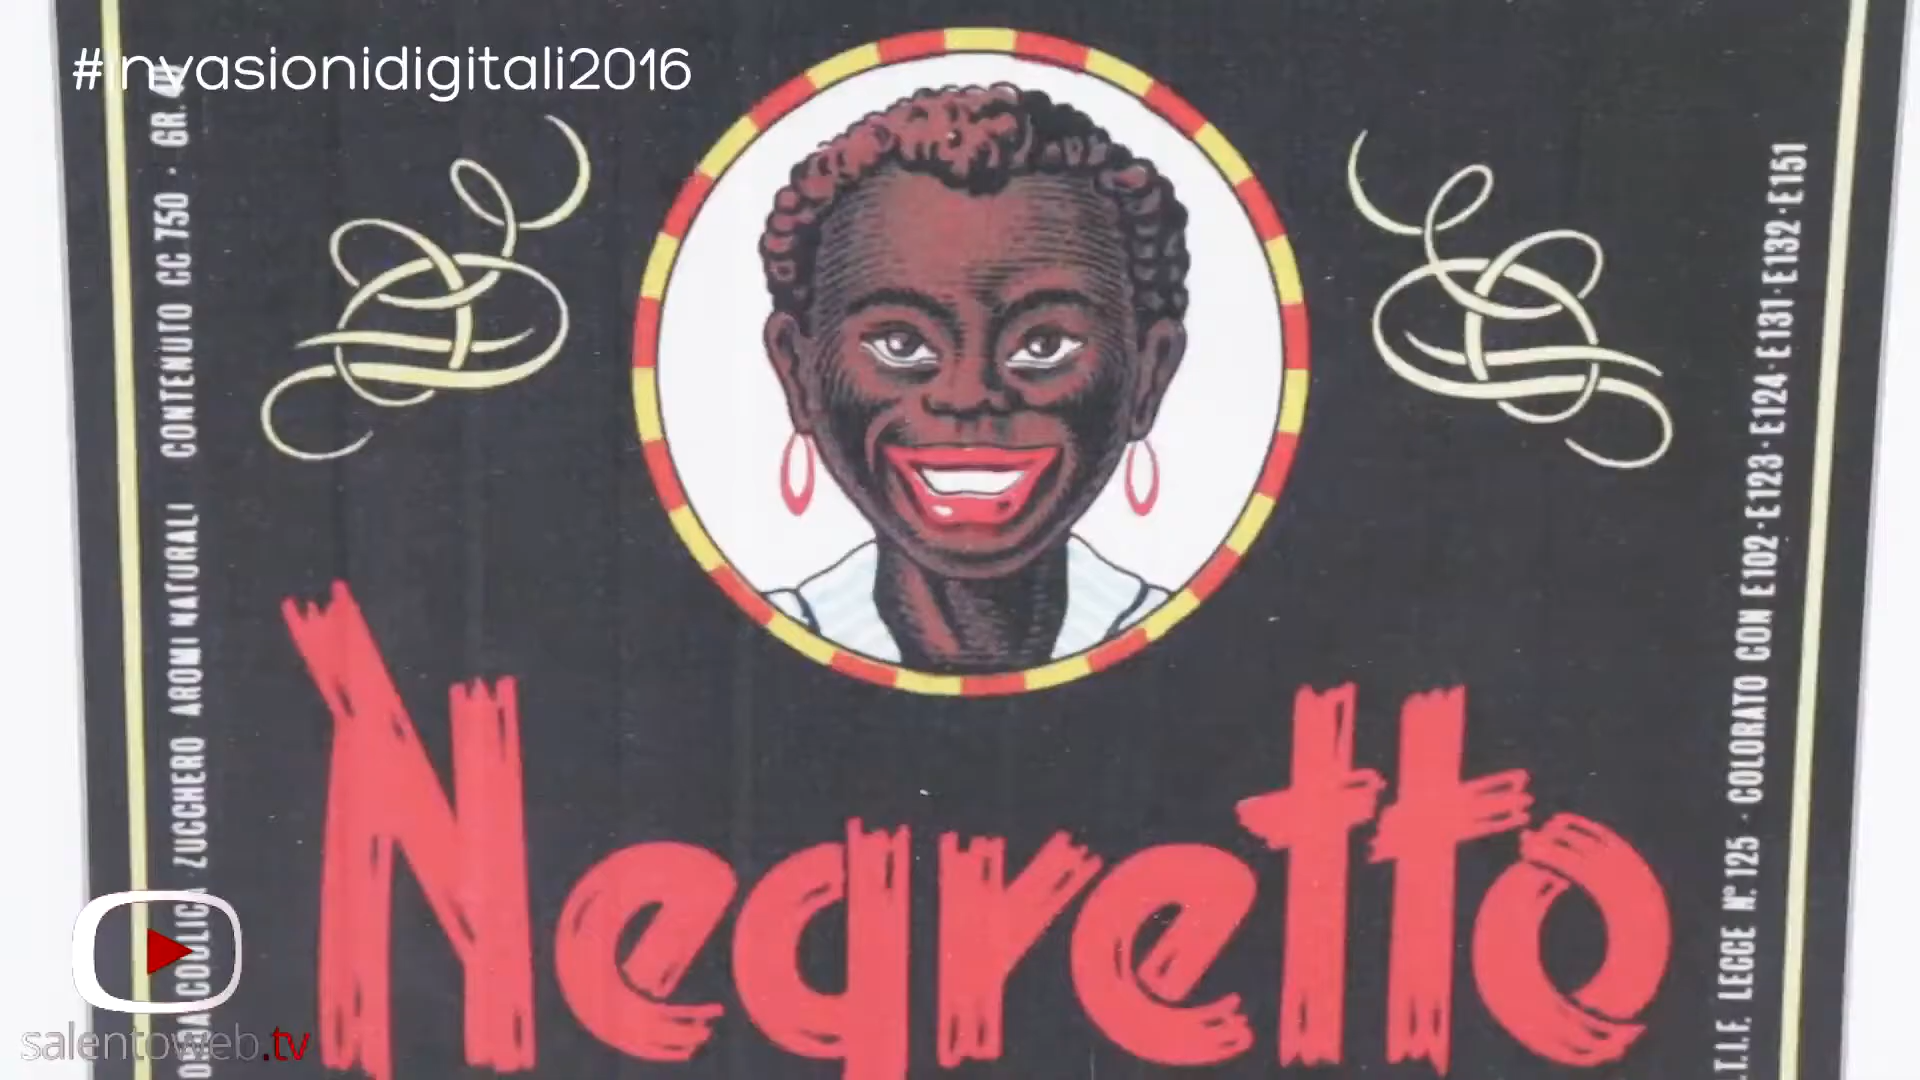 #invasionidigitali2016
ZUCCHERO AROMI NATURALI CONTENUTO CC 750 · GR.
Negretto
T.I.F. LEGGE N° 125 · COLORATO CON E102·E123·E124·E131·E132·E151
salentoweb.tv